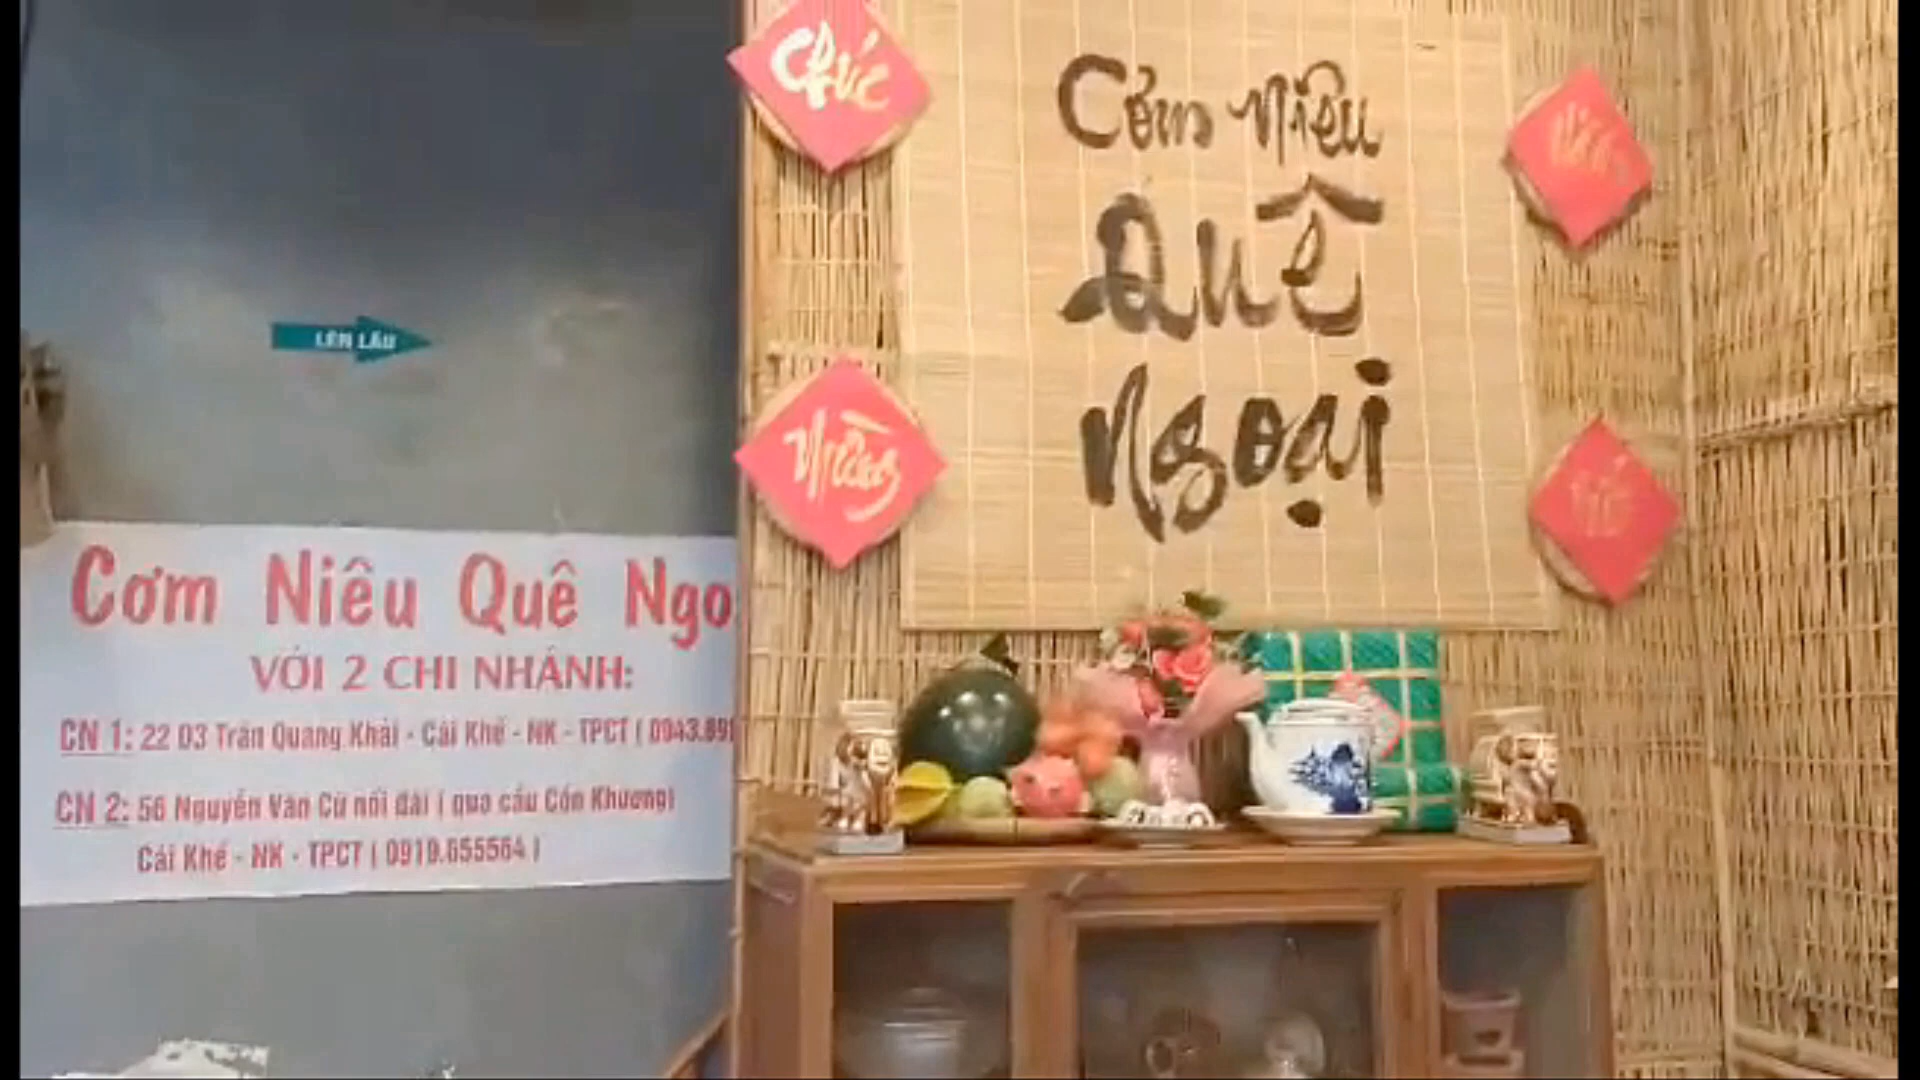 LÊN LẦU
Cơm Niêu Quê Ngo
VỚI 2 CHI NHÁNH:
CN 1: 22 03 Trần Quang Khải - Cái Khế - NK - TPCT ( 0943.
CN 2: 56 Nguyễn Văn Cừ nối dài ( qua cầu Cồn Khương)
Cái Khế - NK - TPCT ( 0919.655564 )
Chúc
Mừng
Cơm Niêu
Quê
Ngoại